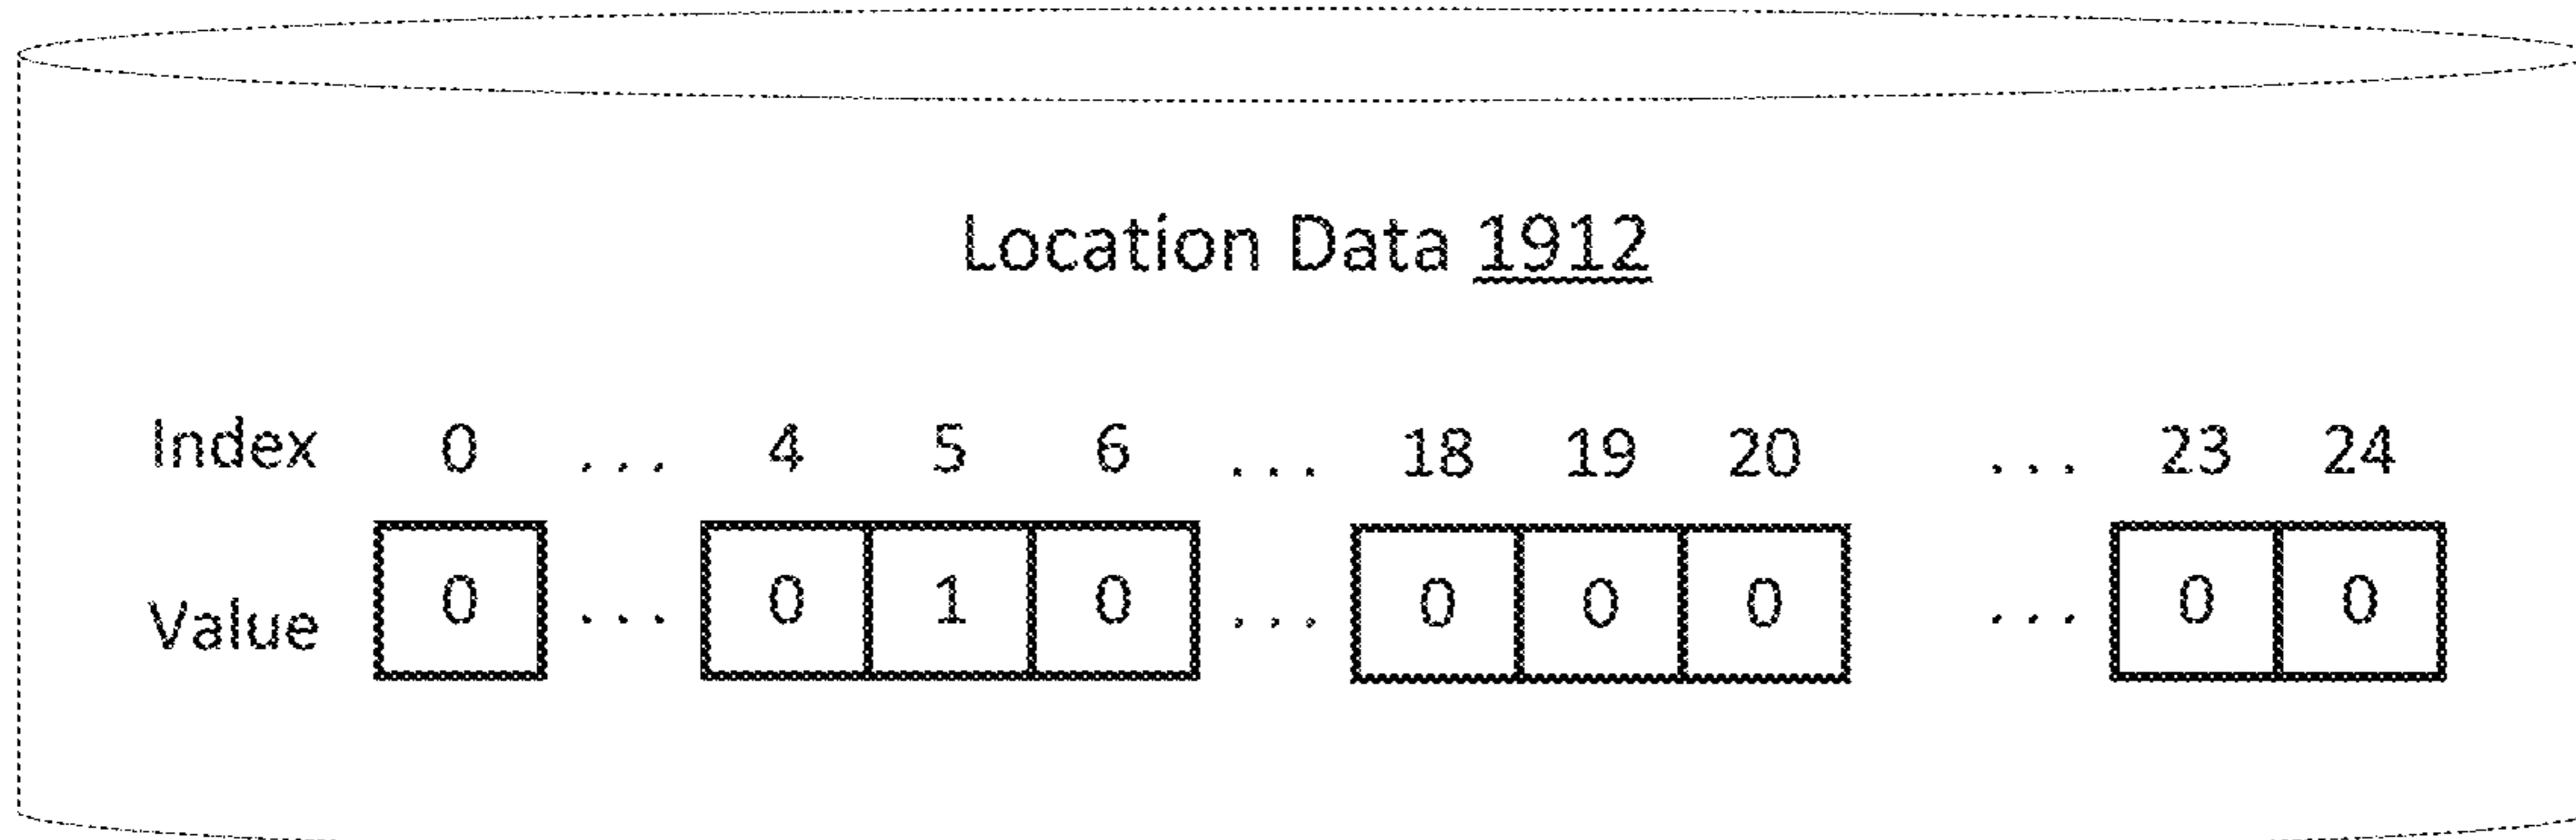 Location Data 1912
Index 0 ... 4 5 6 ... 18 19 20 ... 23 24
Value 0 ... 0 1 0 ... 0 0 0 ... 0 0